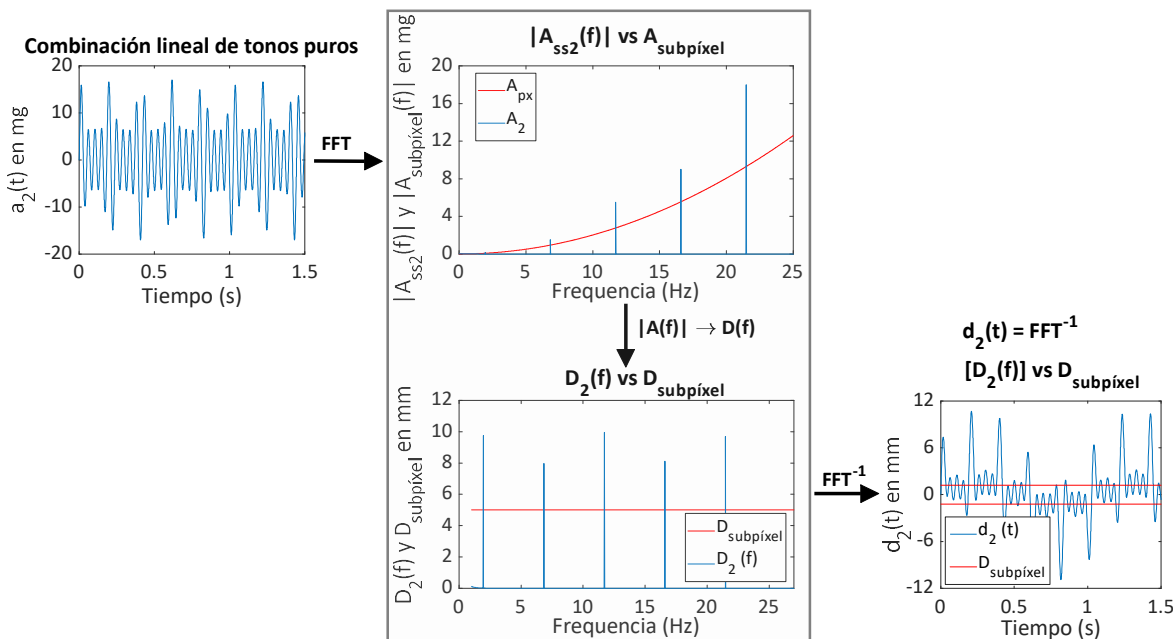 Combinación lineal de tonos puros
20
10
0
-10
-20
a2(t) en mg
0 0.5 1 1.5
Tiempo (s)
FFT
|Ass2(f)| vs Asubpíxel
|Ass2(f)| y |Asubpíxel(f)| en mg
20
16
12
8
4
0
Apx
A2
0 5 10 15 20 25
Frequencia (Hz)
|A(f)| → D(f)
D2(f) vs Dsubpíxel
D2(f) y Dsubpíxel en mm
12
10
8
6
4
2
0
Dsubpíxel
D2 (f)
0 5 10 15 20 25
Frequencia (Hz)
FFT-1
d2(t) = FFT-1
[D2(f)] vs Dsubpíxel
d2(t) en mm
12
6
0
-6
-12
d2 (t)
Dsubpíxel
0 0.5 1 1.5
Tiempo (s)